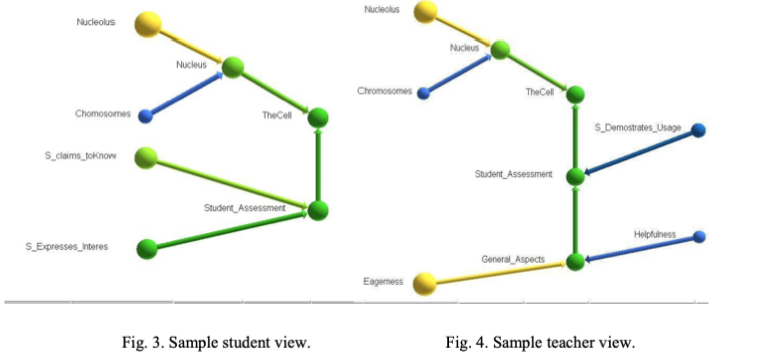 Nucleolus
Nucleus
Chomosomes
TheCell
S_claims_toKnow
Student_Assessment
S_Expresses_Interes
Fig. 3. Sample student view.
Nucleolus
Nucleus
Chromosomes
TheCell
S_Demostrates_Usage
Student_Assessment
Helpfulness
General_Aspects
Eagerness
Fig. 4. Sample teacher view.